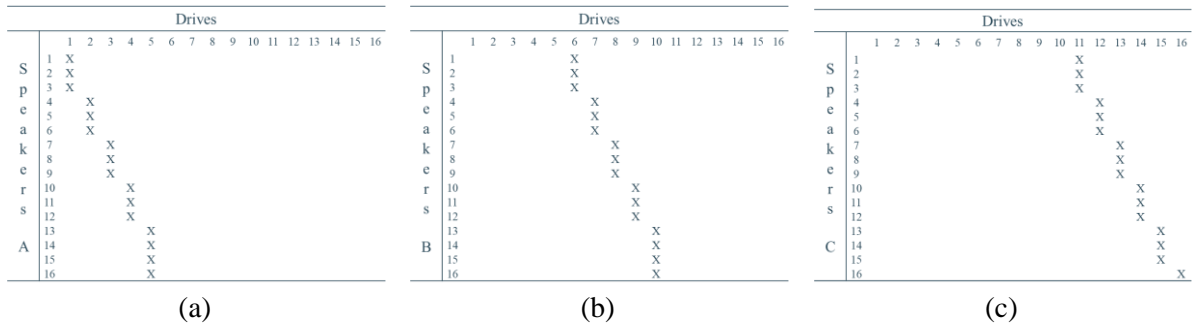 Drives
1 2 3 4 5 6 7 8 9 10 11 12 13 14 15 16
Speakers A
1 X
2 X
3 X
4 X
5 X
6 X
7 X
8 X
9 X
10 X
11 X
12 X
13 X
14 X
15 X
16 X
(a)
Drives
1 2 3 4 5 6 7 8 9 10 11 12 13 14 15 16
Speakers B
1 X
2 X
3 X
4 X
5 X
6 X
7 X
8 X
9 X
10 X
11 X
12 X
13 X
14 X
15 X
16 X
(b)
Drives
1 2 3 4 5 6 7 8 9 10 11 12 13 14 15 16
Speakers C
1 X
2 X
3 X
4 X
5 X
6 X
7 X
8 X
9 X
10 X
11 X
12 X
13 X
14 X
15 X
16 X
(c)